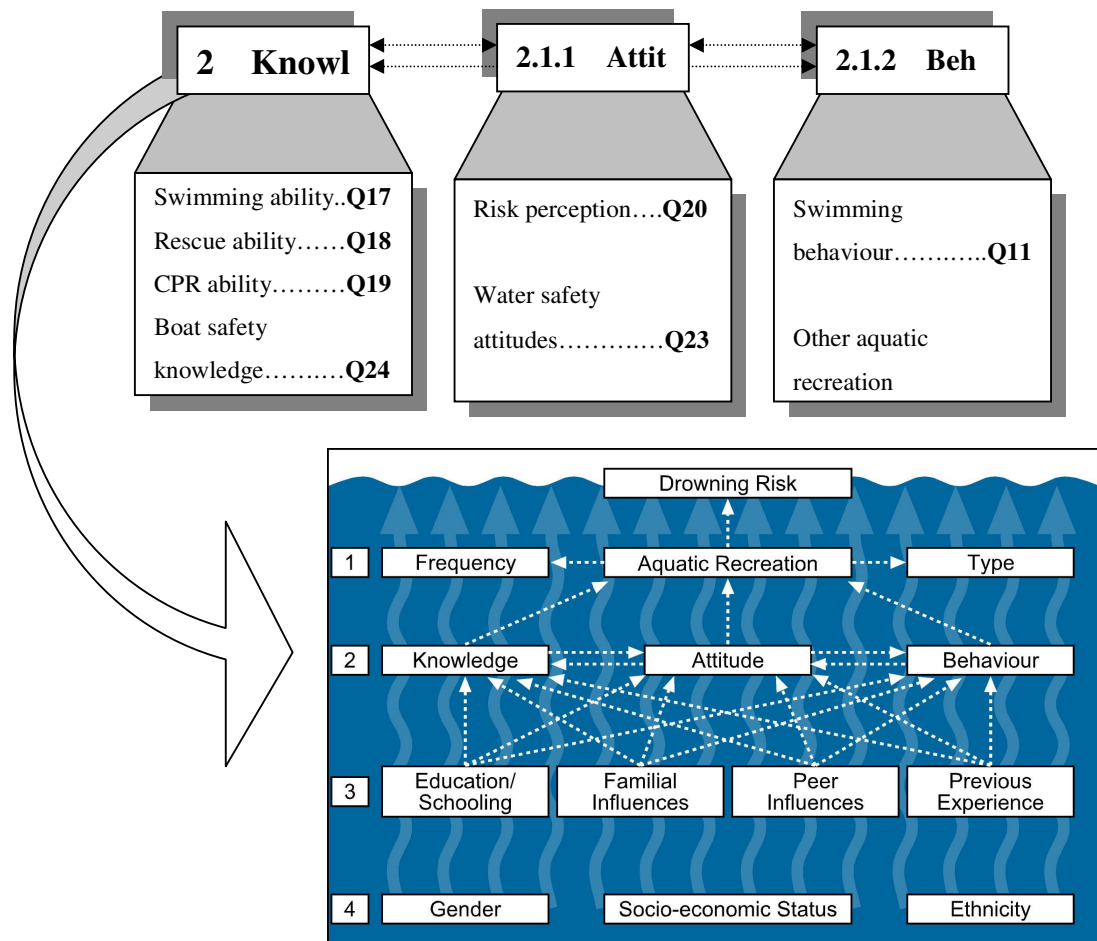 2 Knowl
2.1.1 Attit
2.1.2 Beh
Swimming ability..Q17
Rescue ability……Q18
CPR ability………Q19
Boat safety
knowledge…….…Q24
Risk perception….Q20
Water safety
attitudes……….…Q23
Swimming
behaviour…….…..Q11
Other aquatic
recreation
Drowning Risk
1
Frequency
Aquatic Recreation
Type
2
Knowledge
Attitude
Behaviour
3
Education/
Schooling
Familial
Influences
Peer
Influences
Previous
Experience
4
Gender
Socio-economic Status
Ethnicity